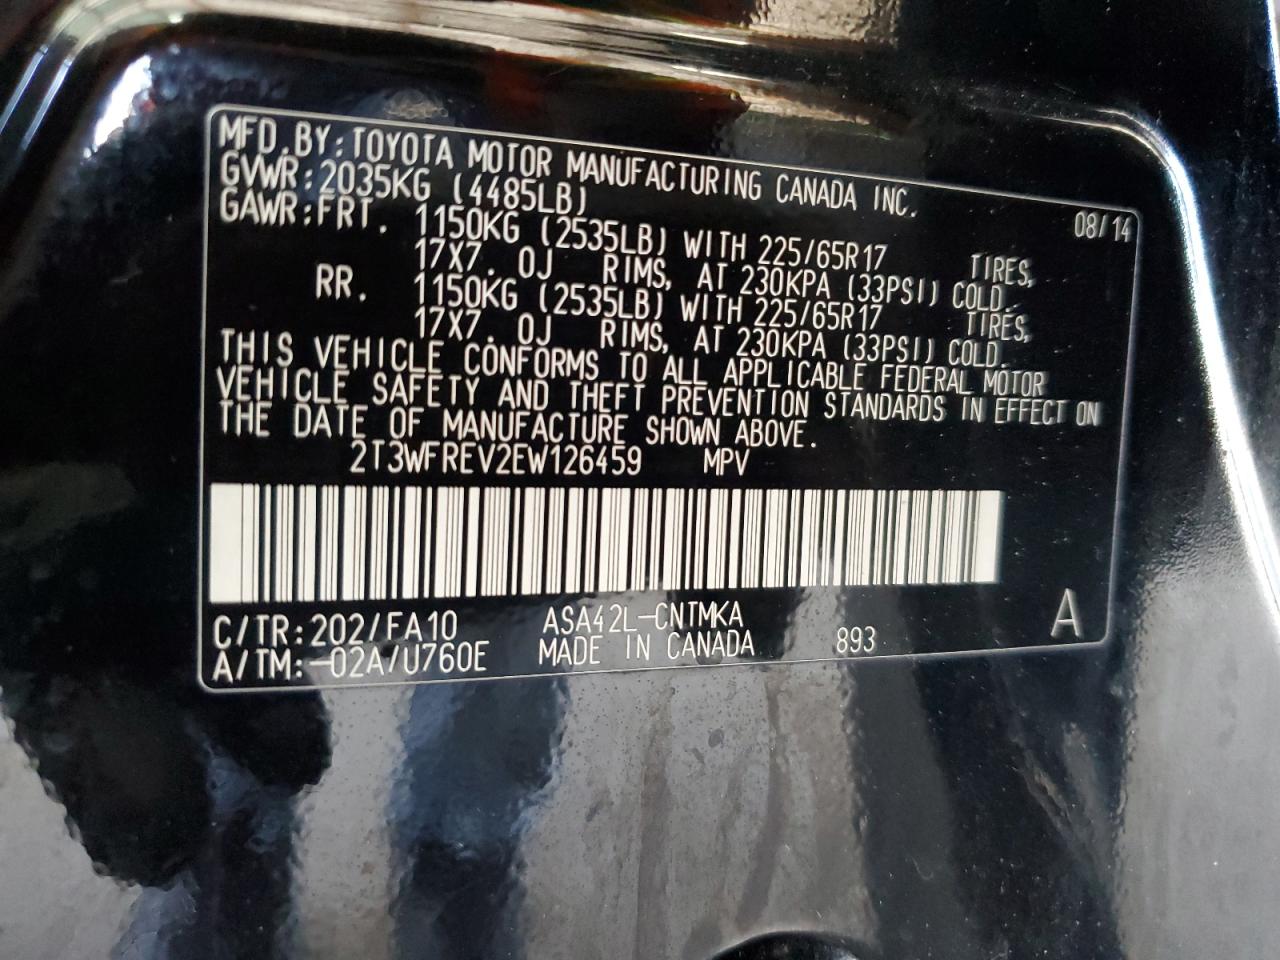 MFD.BY:TOYOTA MOTOR MANUFACTURING CANADA INC.
GVWR:2035KG (4485LB) 08/14
GAWR:FRT. 1150KG (2535LB) WITH 225/65R17 TIRES,
17X7.0J RIMS, AT 230KPA (33PSI) COLD.
RR. 1150KG (2535LB) WITH 225/65R17 TIRES,
17X7.0J RIMS, AT 230KPA (33PSI) COLD.
THIS VEHICLE CONFORMS TO ALL APPLICABLE FEDERAL MOTOR
VEHICLE SAFETY AND THEFT PREVENTION STANDARDS IN EFFECT ON
THE DATE OF MANUFACTURE SHOWN ABOVE.
2T3WFREV2EW126459 MPV
C/TR:202/FA10 ASA42L-CNTMKA
A/TM:-02A/U760E MADE IN CANADA 893 A